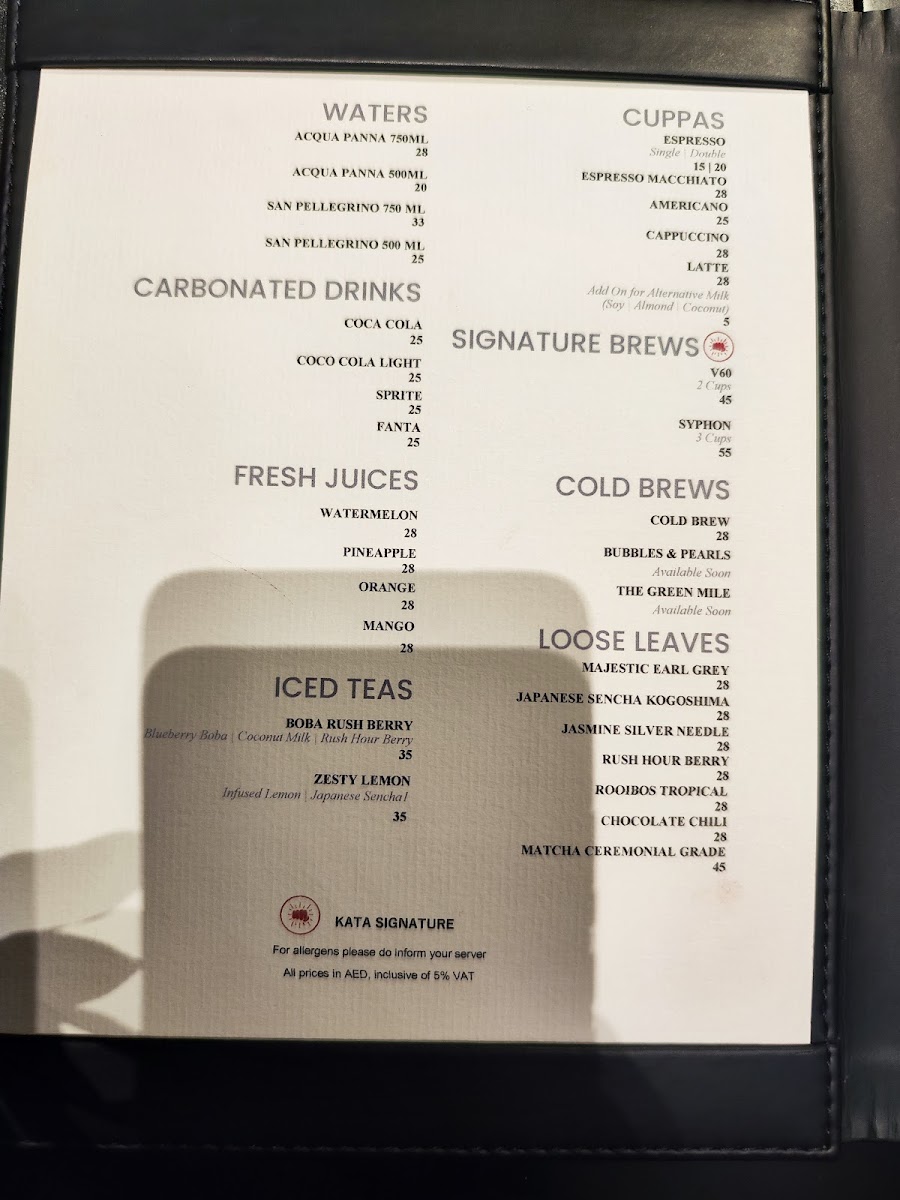 WATERS
ACQUA PANNA 750ML
28
ACQUA PANNA 500ML
20
SAN PELLEGRINO 750 ML
33
SAN PELLEGRINO 500 ML
25
CARBONATED DRINKS
COCA COLA
25
COCO COLA LIGHT
25
SPRITE
25
FANTA
25
FRESH JUICES
WATERMELON
28
PINEAPPLE
28
ORANGE
28
MANGO
28
ICED TEAS
BOBA RUSH BERRY
Blueberry Boba | Coconut Milk | Rush Hour Berry
35
ZESTY LEMON
Infused Lemon | Japanese Sencha1
35
CUPPAS
ESPRESSO
Single | Double
15 | 20
ESPRESSO MACCHIATO
28
AMERICANO
25
CAPPUCCINO
28
LATTE
28
Add On for Alternative Milk
(Soy | Almond | Coconut)
5
SIGNATURE BREWS
V60
2 Cups
45
SYPHON
3 Cups
55
COLD BREWS
COLD BREW
28
BUBBLES & PEARLS
Available Soon
THE GREEN MILE
Available Soon
LOOSE LEAVES
MAJESTIC EARL GREY
28
JAPANESE SENCHA KOGOSHIMA
28
JASMINE SILVER NEEDLE
28
RUSH HOUR BERRY
28
ROOIBOS TROPICAL
28
CHOCOLATE CHILI
28
MATCHA CEREMONIAL GRADE
45
KATA SIGNATURE
For allergens please do inform your server
All prices in AED, inclusive of 5% VAT